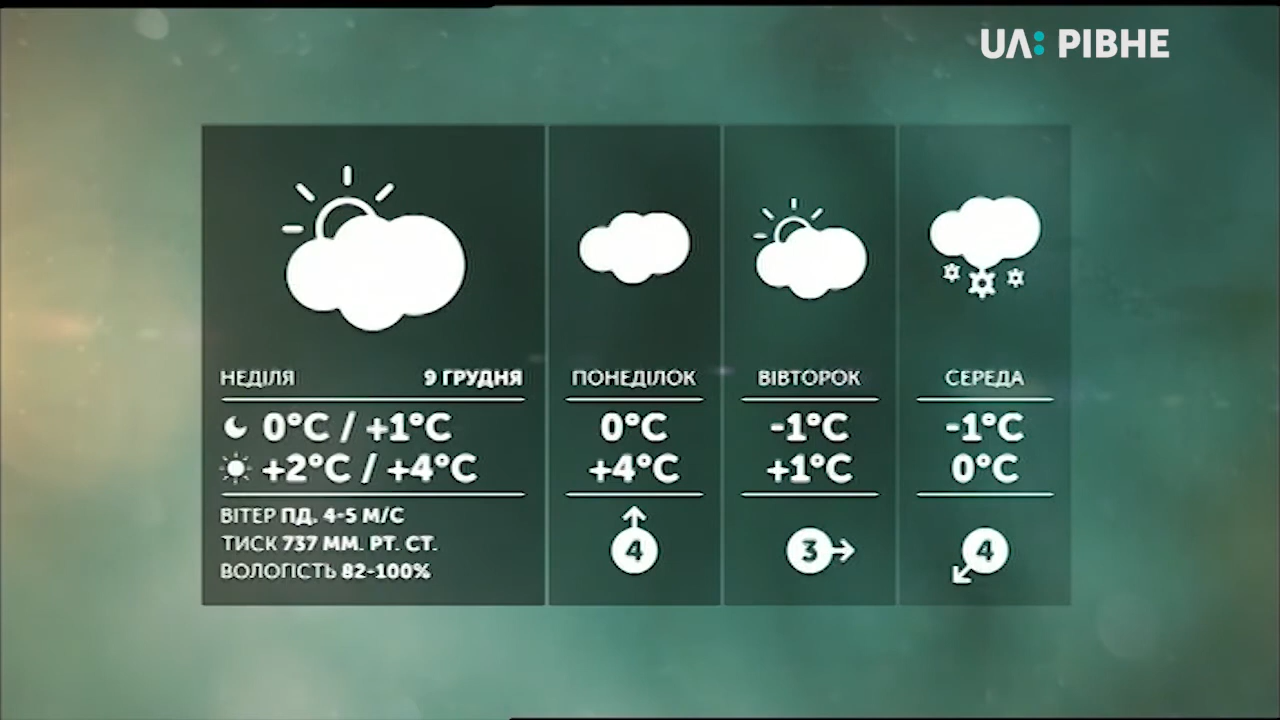 UA: РІВНЕ
НЕДІЛЯ 9 ГРУДНЯ
0°C / +1°C
+2°C / +4°C
ВІТЕР ПД. 4-5 М/С
ТИСК 737 ММ. РТ. СТ.
ВОЛОГІСТЬ 82-100%
ПОНЕДІЛОК
0°C
+4°C
4
ВІВТОРОК
-1°C
+1°C
3
СЕРЕДА
-1°C
0°C
4